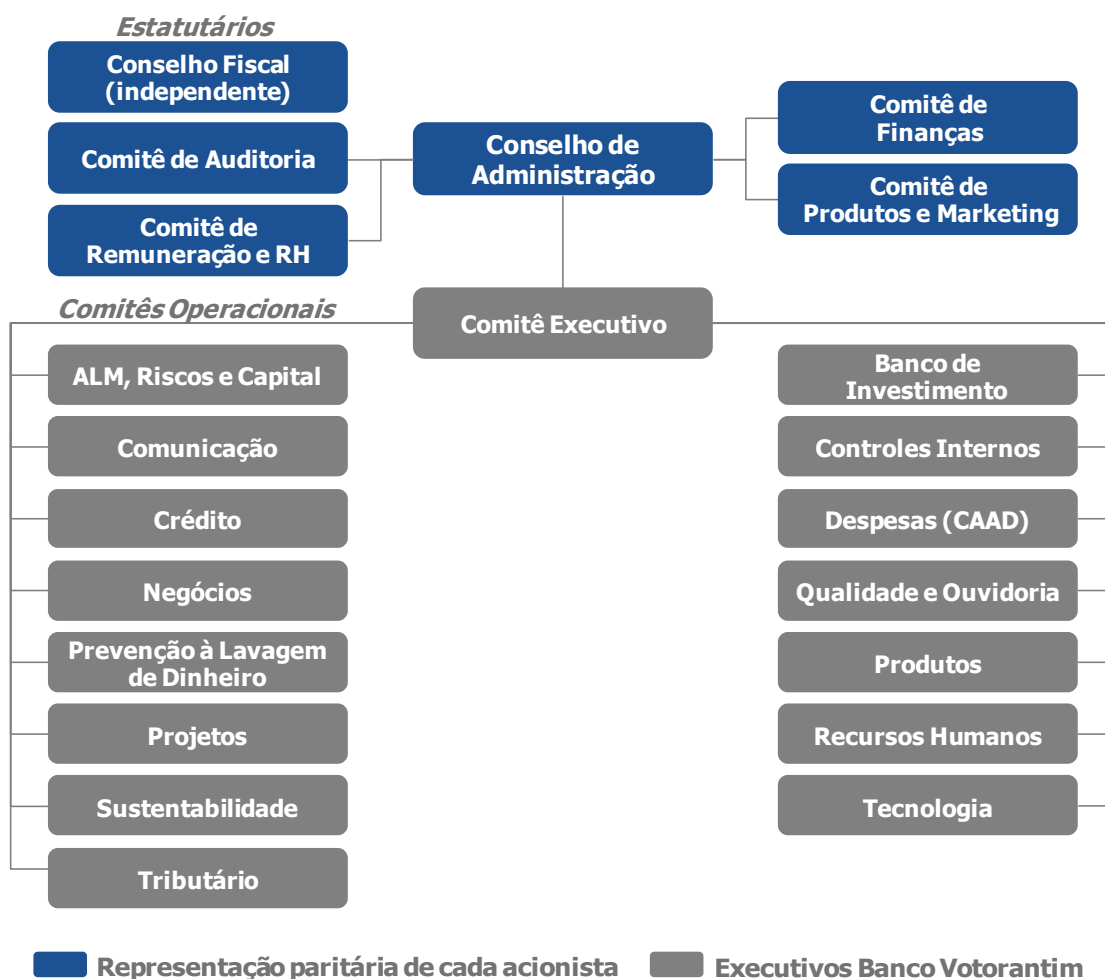 Estatutários
Conselho Fiscal
(independente)
Comitê de Auditoria
Comitê de
Remuneração e RH
Conselho de
Administração
Comitê de
Finanças
Comitê de
Produtos e Marketing
Comitês Operacionais
Comitê Executivo
ALM, Riscos e Capital
Comunicação
Crédito
Negócios
Prevenção à Lavagem
de Dinheiro
Projetos
Sustentabilidade
Tributário
Banco de
Investimento
Controles Internos
Despesas (CAAD)
Qualidade e Ouvidoria
Produtos
Recursos Humanos
Tecnologia
Representação paritária de cada acionista
Executivos Banco Votorantim